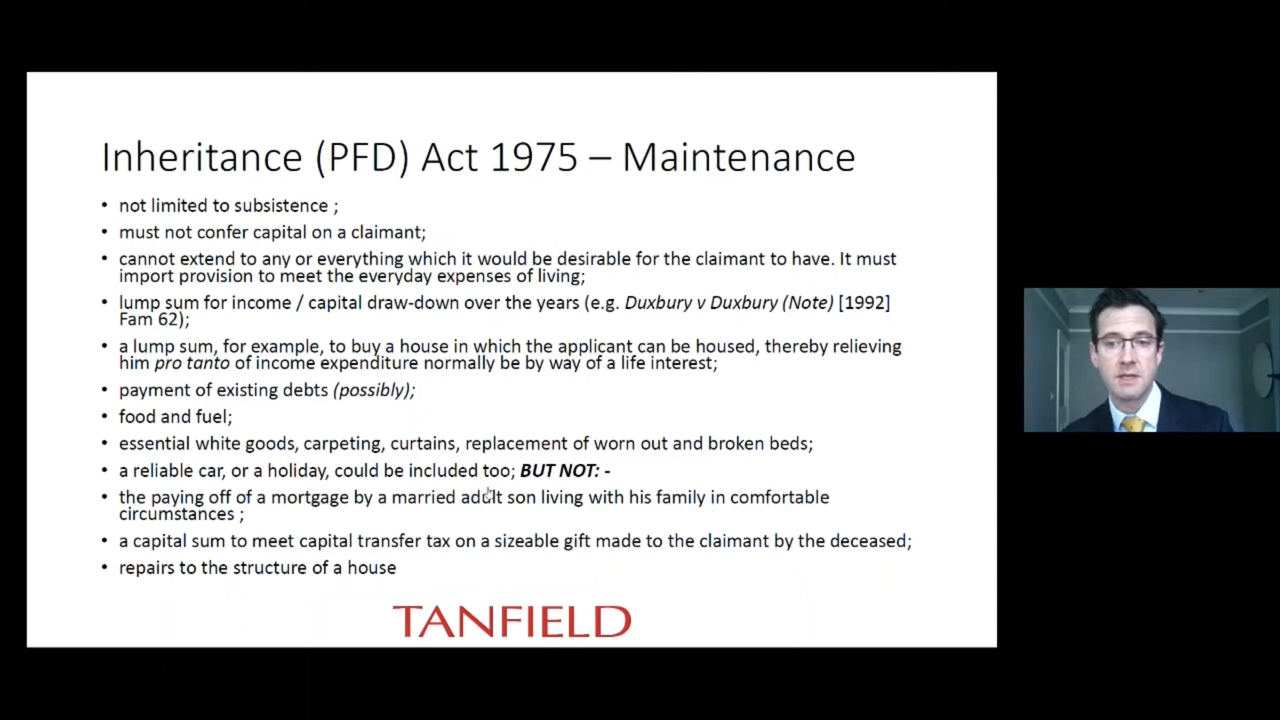 Inheritance (PFD) Act 1975 – Maintenance
• not limited to subsistence ;
• must not confer capital on a claimant;
• cannot extend to any or everything which it would be desirable for the claimant to have. It must
import provision to meet the everyday expenses of living;
• lump sum for income / capital draw-down over the years (e.g. Duxbury v Duxbury (Note) [1992]
Fam 62);
• a lump sum, for example, to buy a house in which the applicant can be housed, thereby relieving
him pro tanto of income expenditure normally be by way of a life interest;
• payment of existing debts (possibly);
• food and fuel;
• essential white goods, carpeting, curtains, replacement of worn out and broken beds;
• a reliable car, or a holiday, could be included too; BUT NOT: -
• the paying off of a mortgage by a married adult son living with his family in comfortable
circumstances ;
• a capital sum to meet capital transfer tax on a sizeable gift made to the claimant by the deceased;
• repairs to the structure of a house
TANFIELD